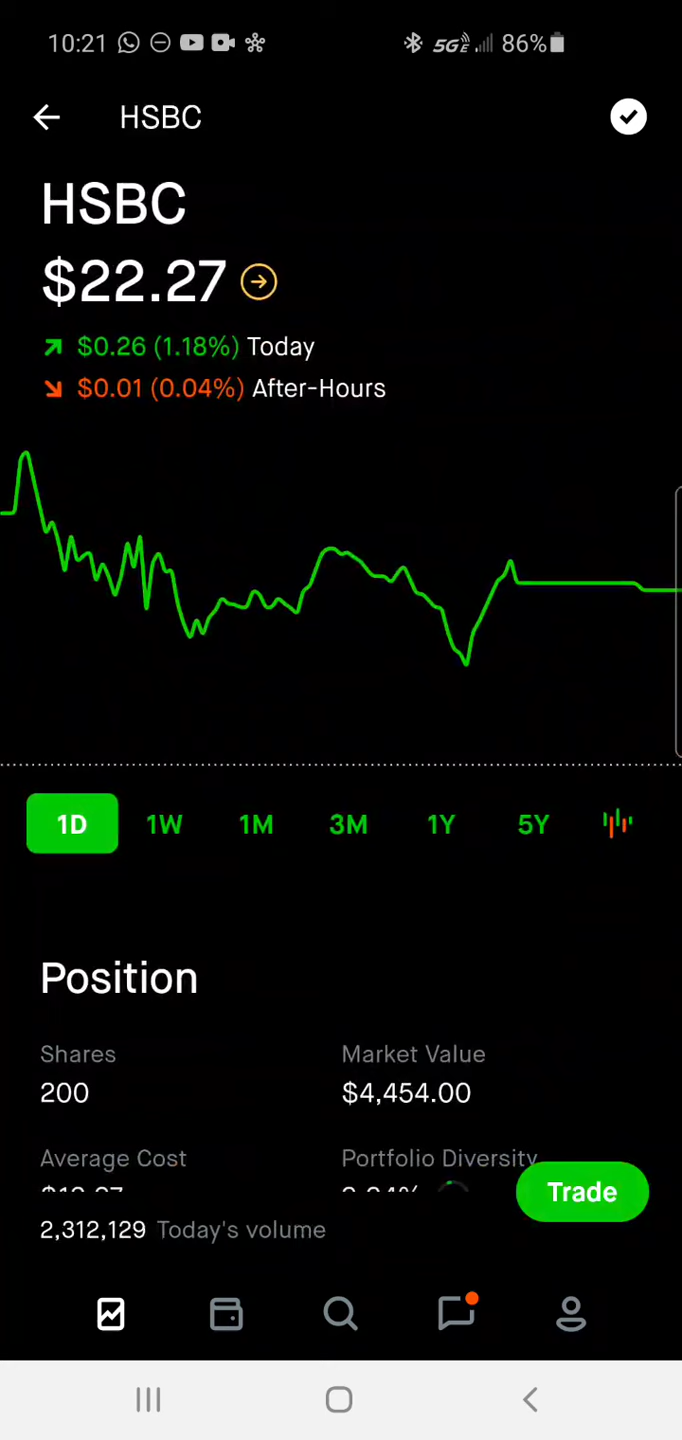 10:21 5G E 86%
HSBC
HSBC
$22.27
$0.26 (1.18%) Today
$0.01 (0.04%) After-Hours
1D 1W 1M 3M 1Y 5Y
Position
Shares Market Value
200 $4,454.00
Average Cost Portfolio Diversity
Trade
2,312,129 Today's volume